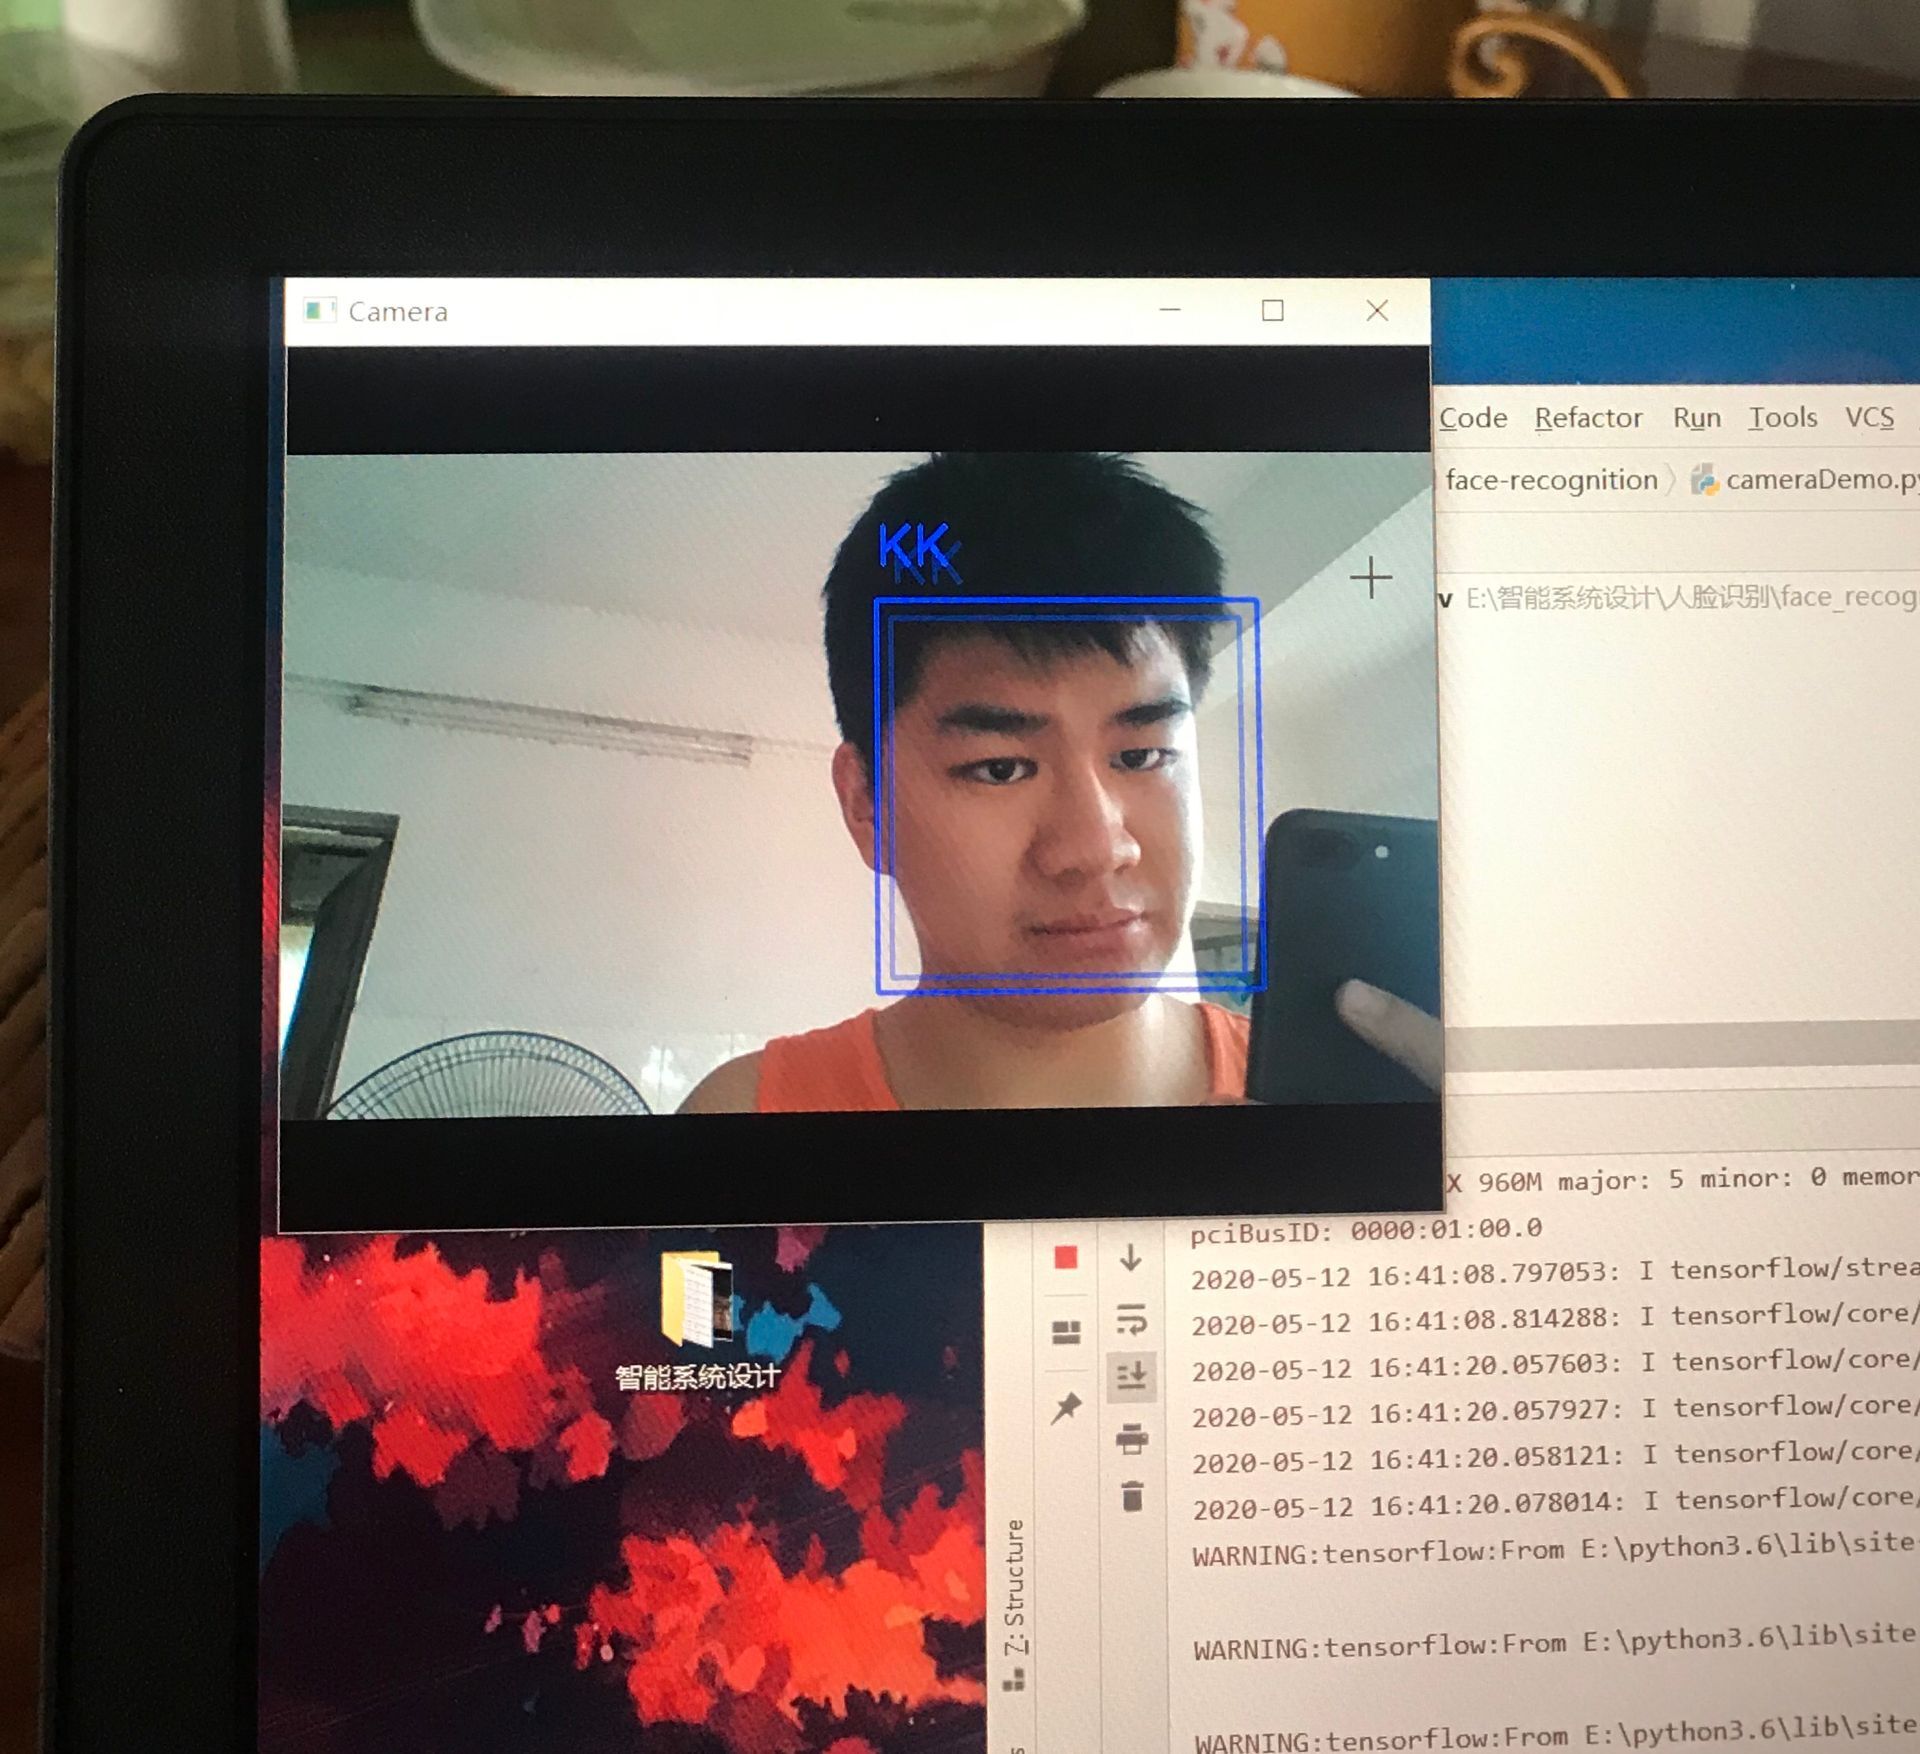 Camera
Code Refactor Run Tools VCS
face-recognition cameraDemo.py
KK
KK
v E:\智能系统设计\人脸识别\face_recog
X 960M major: 5 minor: 0 memor
pciBusID: 0000:01:00.0
2020-05-12 16:41:08.797053: I tensorflow/strea
2020-05-12 16:41:08.814288: I tensorflow/core/
2020-05-12 16:41:20.057603: I tensorflow/core/
2020-05-12 16:41:20.057927: I tensorflow/core/
2020-05-12 16:41:20.058121: I tensorflow/core/
2020-05-12 16:41:20.078014: I tensorflow/core/
WARNING:tensorflow:From E:\python3.6\lib\site
WARNING:tensorflow:From E:\python3.6\lib\site
WARNING:tensorflow:From E:\python3.6\lib\site
智能系统设计
7: Structure